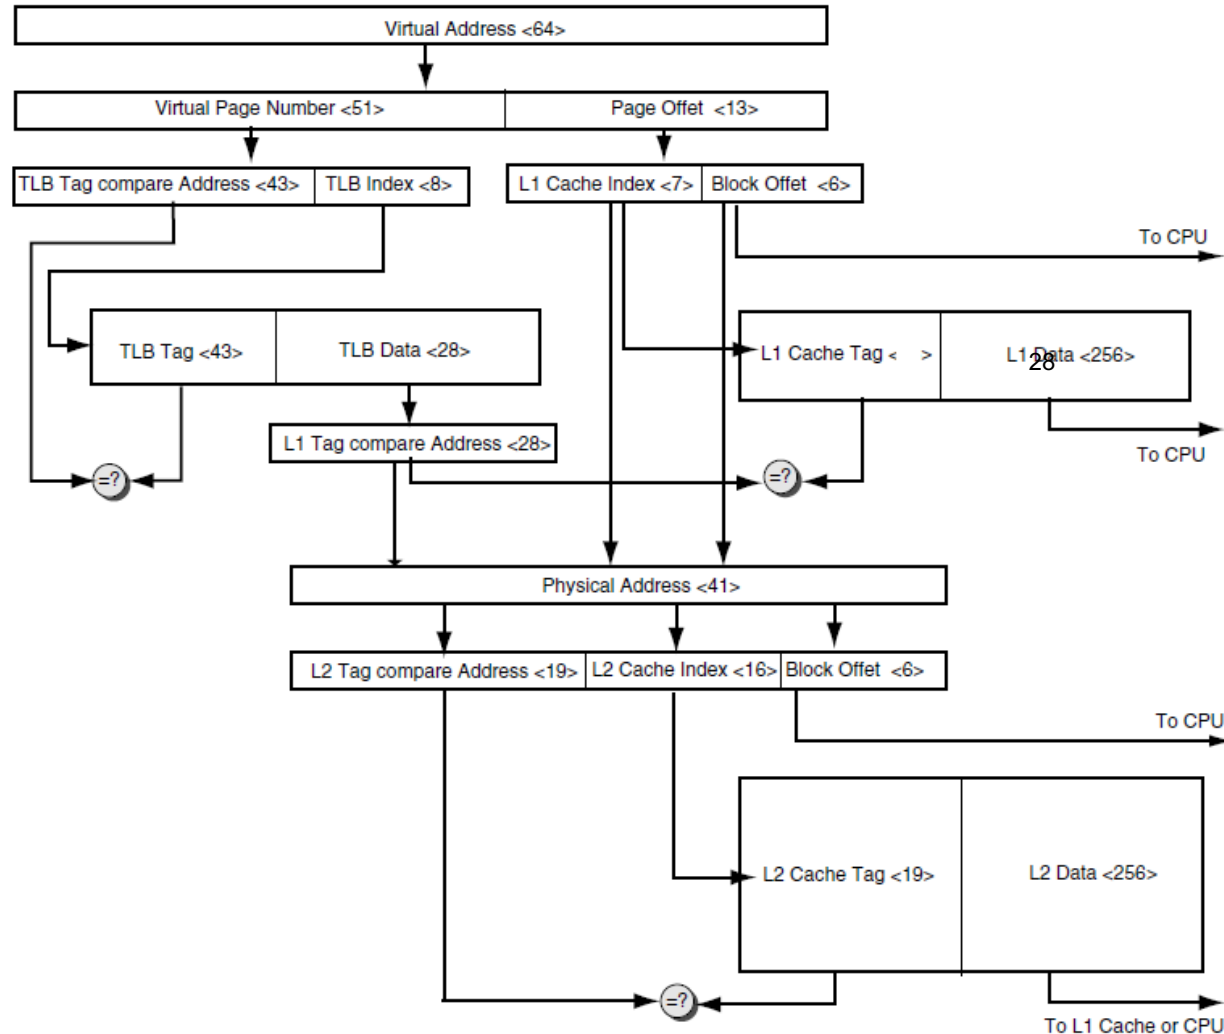 Virtual Address <64>
Virtual Page Number <51>
Page Offet <13>
TLB Tag compare Address <43>
TLB Index <8>
L1 Cache Index <7>
Block Offet <6>
To CPU
TLB Tag <43>
TLB Data <28>
L1 Cache Tag < >
L1 Data <256>
28
To CPU
L1 Tag compare Address <28>
=?
=?
Physical Address <41>
L2 Tag compare Address <19>
L2 Cache Index <16>
Block Offet <6>
To CPU
L2 Cache Tag <19>
L2 Data <256>
=?
To L1 Cache or CPU